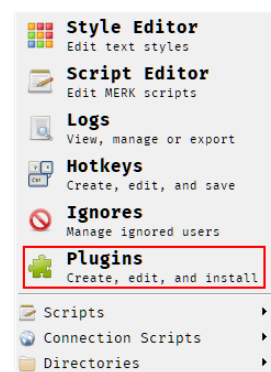 Style Editor
Edit text styles
Script Editor
Edit MERK scripts
Logs
View, manage or export
Hotkeys
Create, edit, and save
Ignores
Manage ignored users
Plugins
Create, edit, and install
Scripts
Connection Scripts
Directories